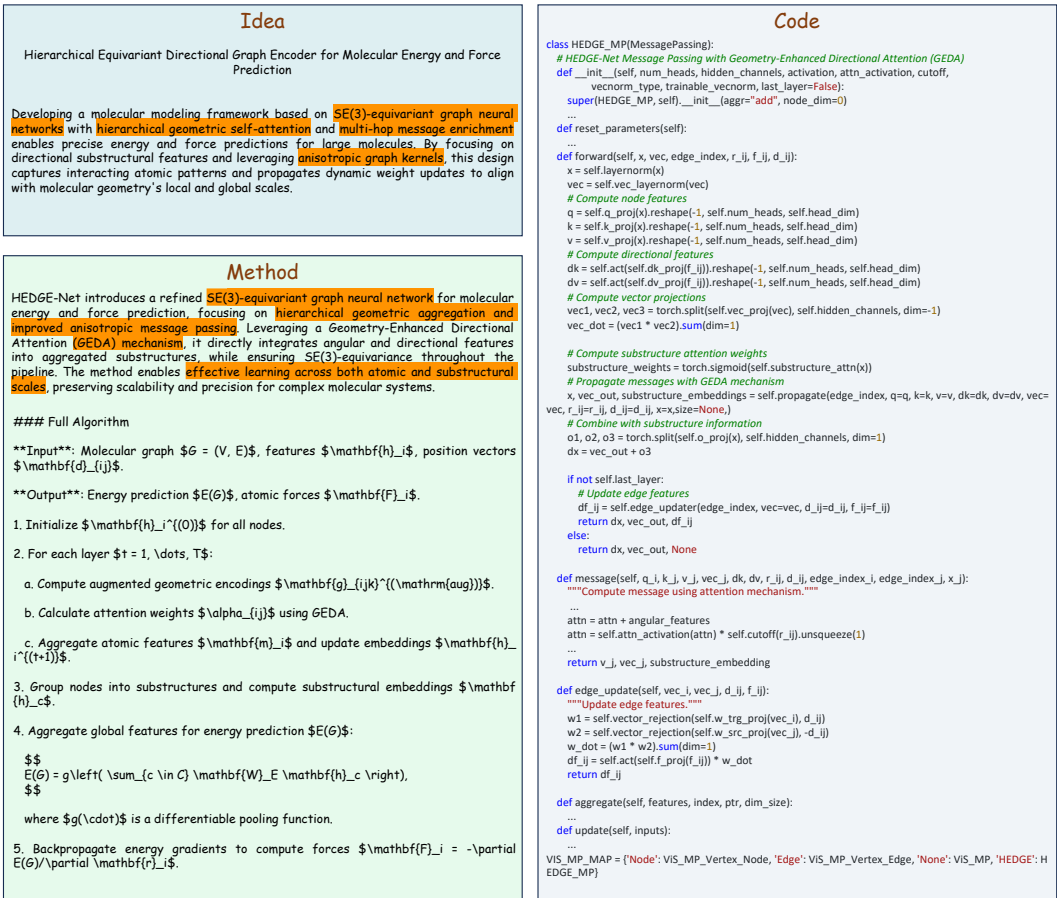 Idea
Hierarchical Equivariant Directional Graph Encoder for Molecular Energy and Force
Prediction
Developing a molecular modeling framework based on SE(3)-equivariant graph neural
networks with hierarchical geometric self-attention and multi-hop message enrichment
enables precise energy and force predictions for large molecules. By focusing on
directional substructural features and leveraging anisotropic graph kernels, this design
captures interacting atomic patterns and propagates dynamic weight updates to align
with molecular geometry's local and global scales.
Method
HEDGE-Net introduces a refined SE(3)-equivariant graph neural network for molecular
energy and force prediction, focusing on hierarchical geometric aggregation and
improved anisotropic message passing. Leveraging a Geometry-Enhanced Directional
Attention (GEDA) mechanism, it directly integrates angular and directional features
into aggregated substructures, while ensuring SE(3)-equivariance throughout the
pipeline. The method enables effective learning across both atomic and substructural
scales, preserving scalability and precision for complex molecular systems.
### Full Algorithm
**Input**: Molecular graph $G = (V, E)$, features $\mathbf{h}_i$, position vectors
$\mathbf{d}_{ij}$.
**Output**: Energy prediction $E(G)$, atomic forces $\mathbf{F}_i$.
1. Initialize $\mathbf{h}_i^{(0)}$ for all nodes.
2. For each layer $t = 1, \dots, T$:
a. Compute augmented geometric encodings $\mathbf{g}_{ijk}^{(\mathrm{aug})}$.
b. Calculate attention weights $\alpha_{ij}$ using GEDA.
c. Aggregate atomic features $\mathbf{m}_i$ and update embeddings $\mathbf{h}_
i^{(t+1)}$.
3. Group nodes into substructures and compute substructural embeddings $\mathbf
{h}_c$.
4. Aggregate global features for energy prediction $E(G)$:
$$
E(G) = g\left( \sum_{c \in C} \mathbf{W}_E \mathbf{h}_c \right),
$$
where $g(\cdot)$ is a differentiable pooling function.
5. Backpropagate energy gradients to compute forces $\mathbf{F}_i = -\partial
E(G)/\partial \mathbf{r}_i$.
Code
class HEDGE_MP(MessagePassing):
# HEDGE-Net Message Passing with Geometry-Enhanced Directional Attention (GEDA)
def __init__(self, num_heads, hidden_channels, activation, attn_activation, cutoff,
vecnorm_type, trainable_vecnorm, last_layer=False):
super(HEDGE_MP, self).__init__(aggr="add", node_dim=0)
...
def reset_parameters(self):
...
def forward(self, x, vec, edge_index, r_ij, f_ij, d_ij):
x = self.layernorm(x)
vec = self.vec_layernorm(vec)
# Compute node features
q = self.q_proj(x).reshape(-1, self.num_heads, self.head_dim)
k = self.k_proj(x).reshape(-1, self.num_heads, self.head_dim)
v = self.v_proj(x).reshape(-1, self.num_heads, self.head_dim)
# Compute directional features
dk = self.act(self.dk_proj(f_ij)).reshape(-1, self.num_heads, self.head_dim)
dv = self.act(self.dv_proj(f_ij)).reshape(-1, self.num_heads, self.head_dim)
# Compute vector projections
vec1, vec2, vec3 = torch.split(self.vec_proj(vec), self.hidden_channels, dim=-1)
vec_dot = (vec1 * vec2).sum(dim=1)
# Compute substructure attention weights
substructure_weights = torch.sigmoid(self.substructure_attn(x))
# Propagate messages with GEDA mechanism
x, vec_out, substructure_embeddings = self.propagate(edge_index, q=q, k=k, v=v, dk=dk, dv=dv, vec=
vec, r_ij=r_ij, d_ij=d_ij, x=x,size=None,)
# Combine with substructure information
o1, o2, o3 = torch.split(self.o_proj(x), self.hidden_channels, dim=1)
dx = vec_out + o3
if not self.last_layer:
# Update edge features
df_ij = self.edge_updater(edge_index, vec=vec, d_ij=d_ij, f_ij=f_ij)
return dx, vec_out, df_ij
else:
return dx, vec_out, None
def message(self, q_i, k_j, v_j, vec_j, dk, dv, r_ij, d_ij, edge_index_i, edge_index_j, x_j):
"""Compute message using attention mechanism."""
...
attn = attn + angular_features
attn = self.attn_activation(attn) * self.cutoff(r_ij).unsqueeze(1)
...
return v_j, vec_j, substructure_embedding
def edge_update(self, vec_i, vec_j, d_ij, f_ij):
"""Update edge features."""
w1 = self.vector_rejection(self.w_trg_proj(vec_i), d_ij)
w2 = self.vector_rejection(self.w_src_proj(vec_j), -d_ij)
w_dot = (w1 * w2).sum(dim=1)
df_ij = self.act(self.f_proj(f_ij)) * w_dot
return df_ij
def aggregate(self, features, index, ptr, dim_size):
...
def update(self, inputs):
...
VIS_MP_MAP = {'Node': ViS_MP_Vertex_Node, 'Edge': ViS_MP_Vertex_Edge, 'None': ViS_MP, 'HEDGE': H
EDGE_MP}